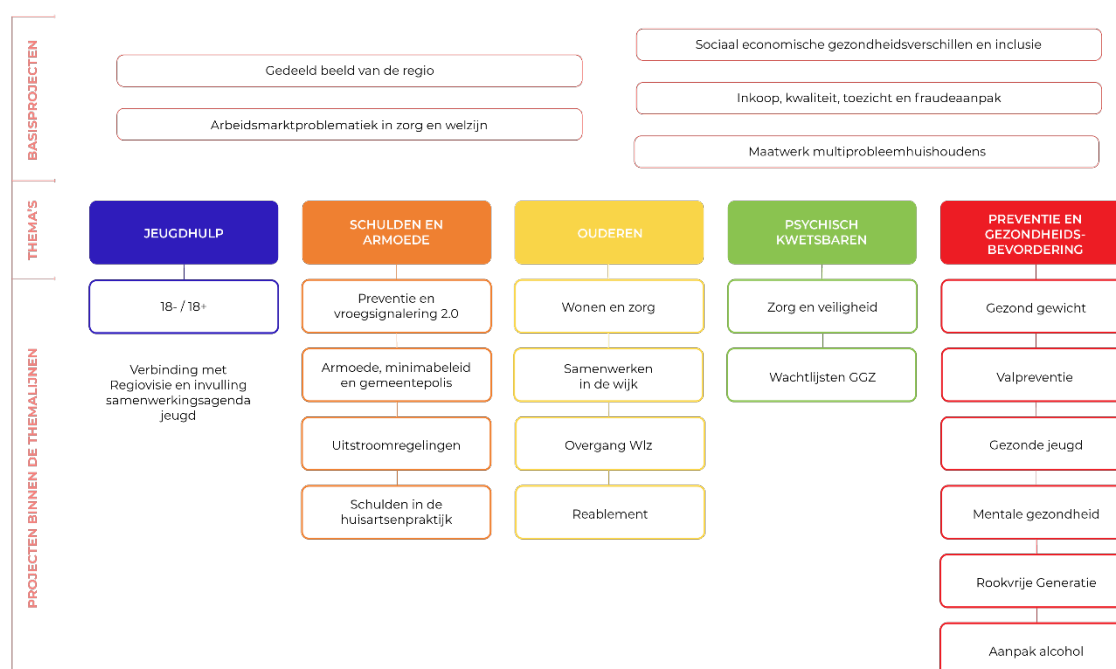 BASISPROJECTEN
Gedeeld beeld van de regio
Arbeidsmarktproblematiek in zorg en welzijn
Sociaal economische gezondheidsverschillen en inclusie
Inkoop, kwaliteit, toezicht en fraudeaanpak
Maatwerk multiprobleemhuishoudens
THEMA'S
JEUGDHULP
SCHULDEN EN
ARMOEDE
OUDEREN
PSYCHISCH
KWETSBAREN
PREVENTIE EN
GEZONDHEIDS-
BEVORDERING
PROJECTEN BINNEN DE THEMALIJNEN
18- / 18+
Verbinding met
Regiovisie en invulling
samenwerkingsagenda
jeugd
Preventie en
vroegsignalering 2.0
Armoede, minimabeleid
en gemeentepolis
Uitstroomregelingen
Schulden in de
huisartsenpraktijk
Wonen en zorg
Samenwerken
in de wijk
Overgang Wlz
Reablement
Zorg en veiligheid
Wachtlijsten GGZ
Gezond gewicht
Valpreventie
Gezonde jeugd
Mentale gezondheid
Rookvrije Generatie
Aanpak alcohol